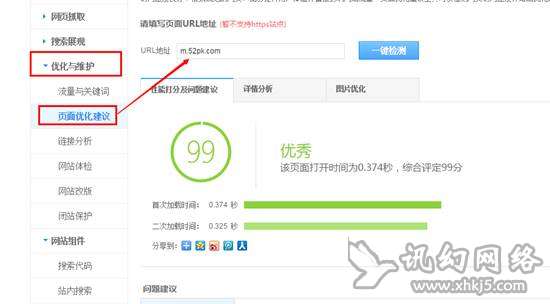 网页抓取
搜索展现
优化与维护
流量与关键词
页面优化建议
链接分析
网站体检
网站改版
闭站保护
网站组件
搜索代码
站内搜索
请填写页面URL地址 (暂不支持https站点)
URL地址 m.52pk.com 一键检测
性能打分及问题建议 详情分析 图片优化
99
优秀
该页面打开时间为0.374秒，综合评定99分
首次加载时间： 0.374 秒
二次加载时间： 0.325 秒
分享到：
问题建议
讯幻网络
www.xhkj5.com